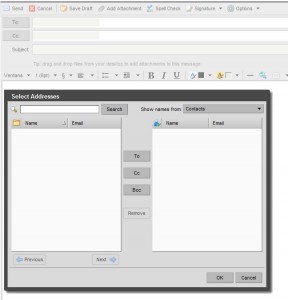 Send Cancel Save Draft Add Attachment Spell Check Signature Options
To:
Cc:
Subject:
Tip: drag and drop files from your desktop to add attachments to this message.
Verdana B I U
Select Addresses
Search Show names from: Contacts
Name Email Name Email
To
Cc
Bcc
Remove
Previous Next
OK Cancel